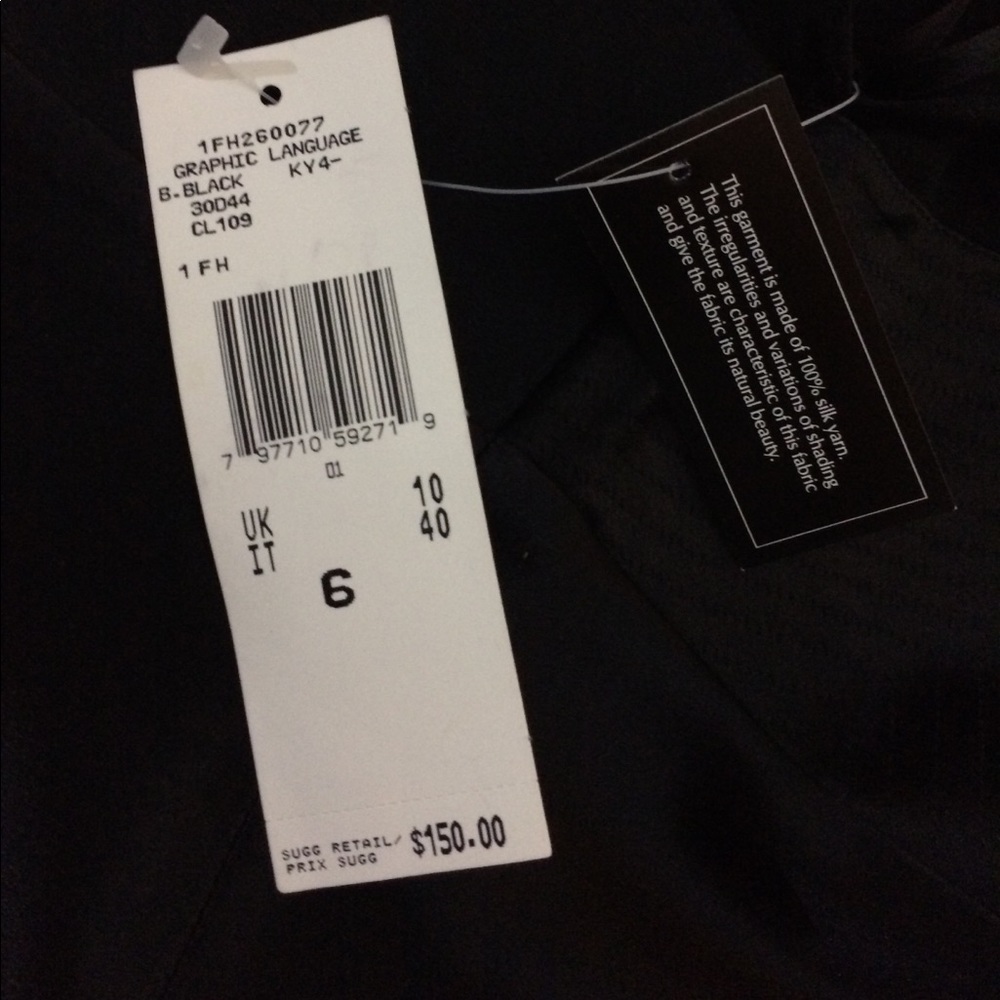 1FH260077
GRAPHIC LANGUAGE
B.BLACK KY4-
30D44
CL109
1 FH
7 97710 59271 9
01
UK 10
IT 40
6
SUGG RETAIL/ $150.00
PRIX SUGG
This garment is made of 100% silk yarn.
The irregularities and variations of shading
and texture are characteristic of this fabric
and give the fabric its natural beauty.